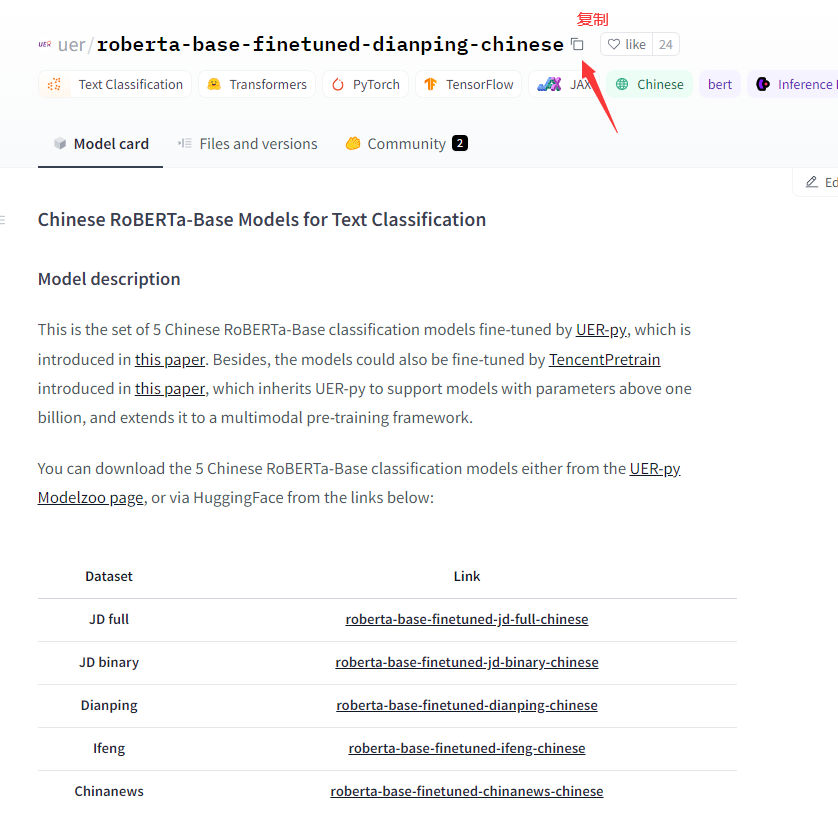 复制
UER uer/roberta-base-finetuned-dianping-chinese like 24
Text Classification Transformers PyTorch TensorFlow JAX Chinese bert Inference
Model card Files and versions Community 2
Ed
Chinese RoBERTa-Base Models for Text Classification
Model description
This is the set of 5 Chinese RoBERTa-Base classification models fine-tuned by UER-py, which is
introduced in this paper. Besides, the models could also be fine-tuned by TencentPretrain
introduced in this paper, which inherits UER-py to support models with parameters above one
billion, and extends it to a multimodal pre-training framework.
You can download the 5 Chinese RoBERTa-Base classification models either from the UER-py
Modelzoo page, or via HuggingFace from the links below:
Dataset Link
JD full roberta-base-finetuned-jd-full-chinese
JD binary roberta-base-finetuned-jd-binary-chinese
Dianping roberta-base-finetuned-dianping-chinese
Ifeng roberta-base-finetuned-ifeng-chinese
Chinanews roberta-base-finetuned-chinanews-chinese